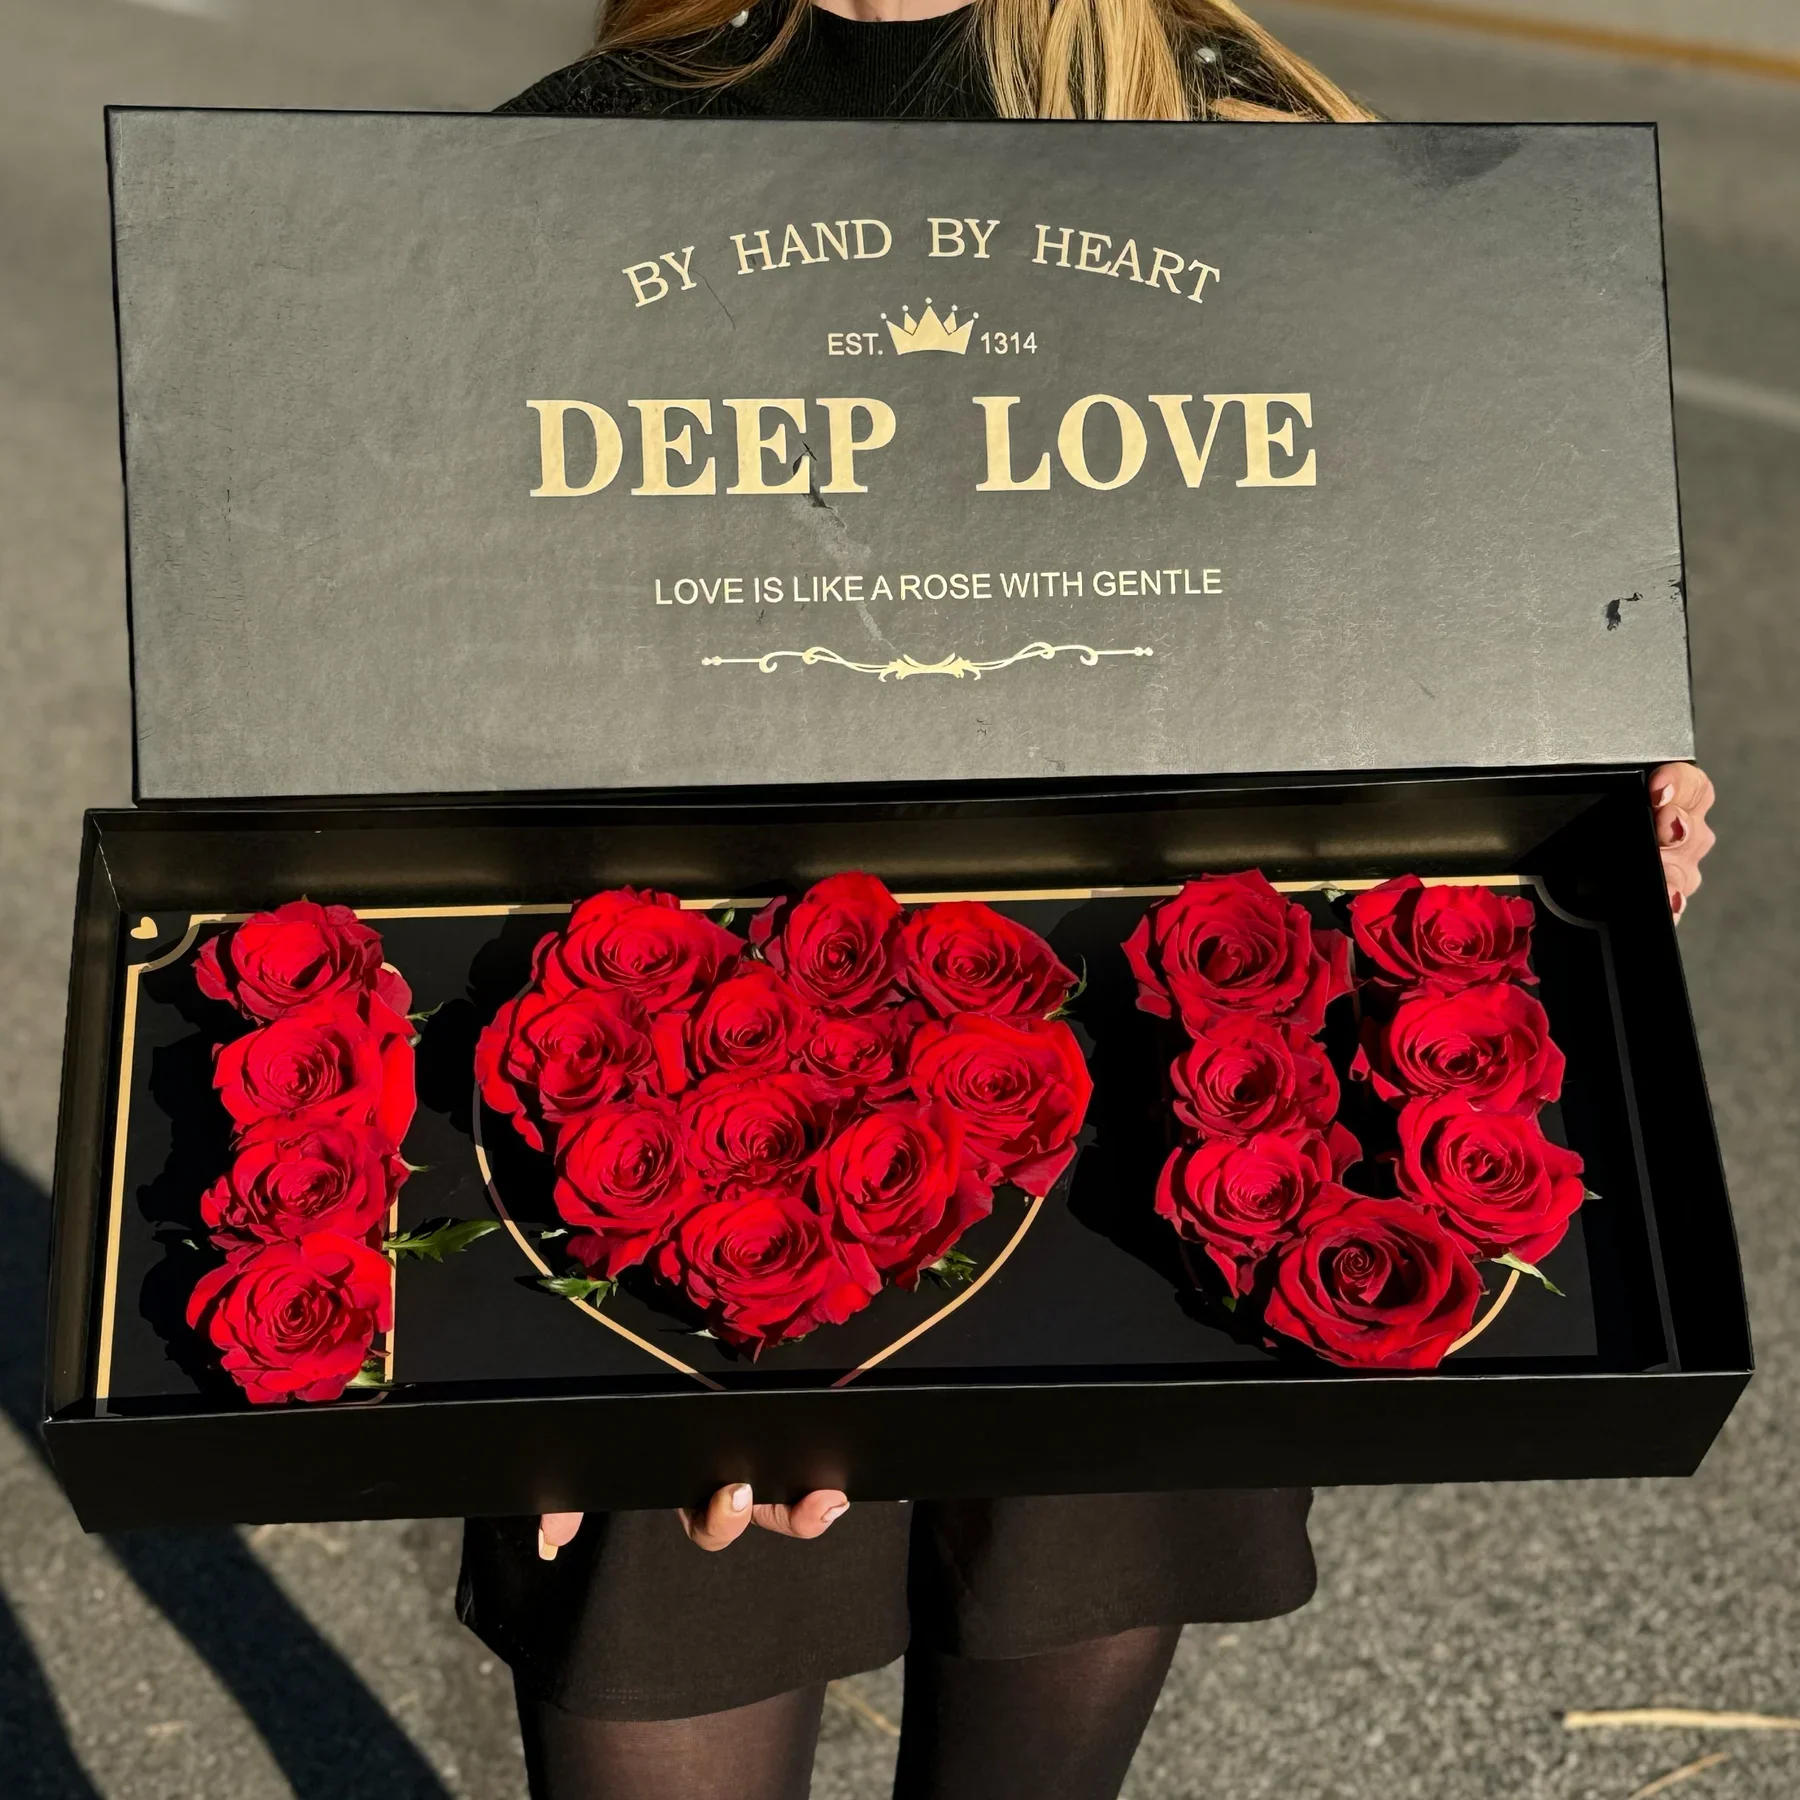 BY HAND BY HEART
EST. 1314
DEEP LOVE
LOVE IS LIKE A ROSE WITH GENTLE
I U